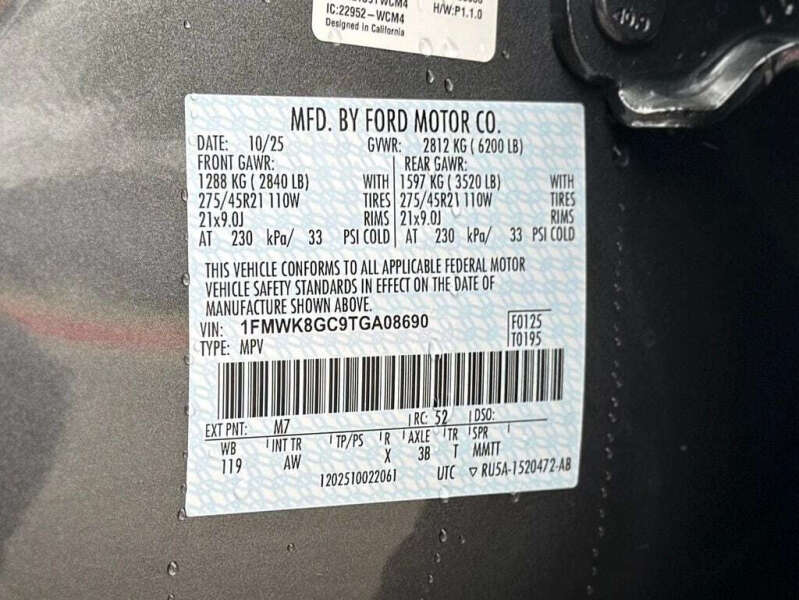 IC:22952-WCM4
Designed in California
H/W:P1.1.0
MFD. BY FORD MOTOR CO.
DATE: 10/25 GVWR: 2812 KG ( 6200 LB)
FRONT GAWR: REAR GAWR:
1288 KG ( 2840 LB) WITH 1597 KG ( 3520 LB) WITH
275/45R21 110W TIRES 275/45R21 110W TIRES
21x9.0J RIMS 21x9.0J RIMS
AT 230 kPa/ 33 PSI COLD AT 230 kPa/ 33 PSI COLD
THIS VEHICLE CONFORMS TO ALL APPLICABLE FEDERAL MOTOR
VEHICLE SAFETY STANDARDS IN EFFECT ON THE DATE OF
MANUFACTURE SHOWN ABOVE.
VIN: 1FMWK8GC9TGA08690 F0125
TYPE: MPV T0195
EXT PNT: M7 RC: 52 DSO:
WB INT TR TP/PS R AXLE TR SPR
119 AW X 3B T MMTT
1202510022061 UTC ▽ RU5A-1520472-AB